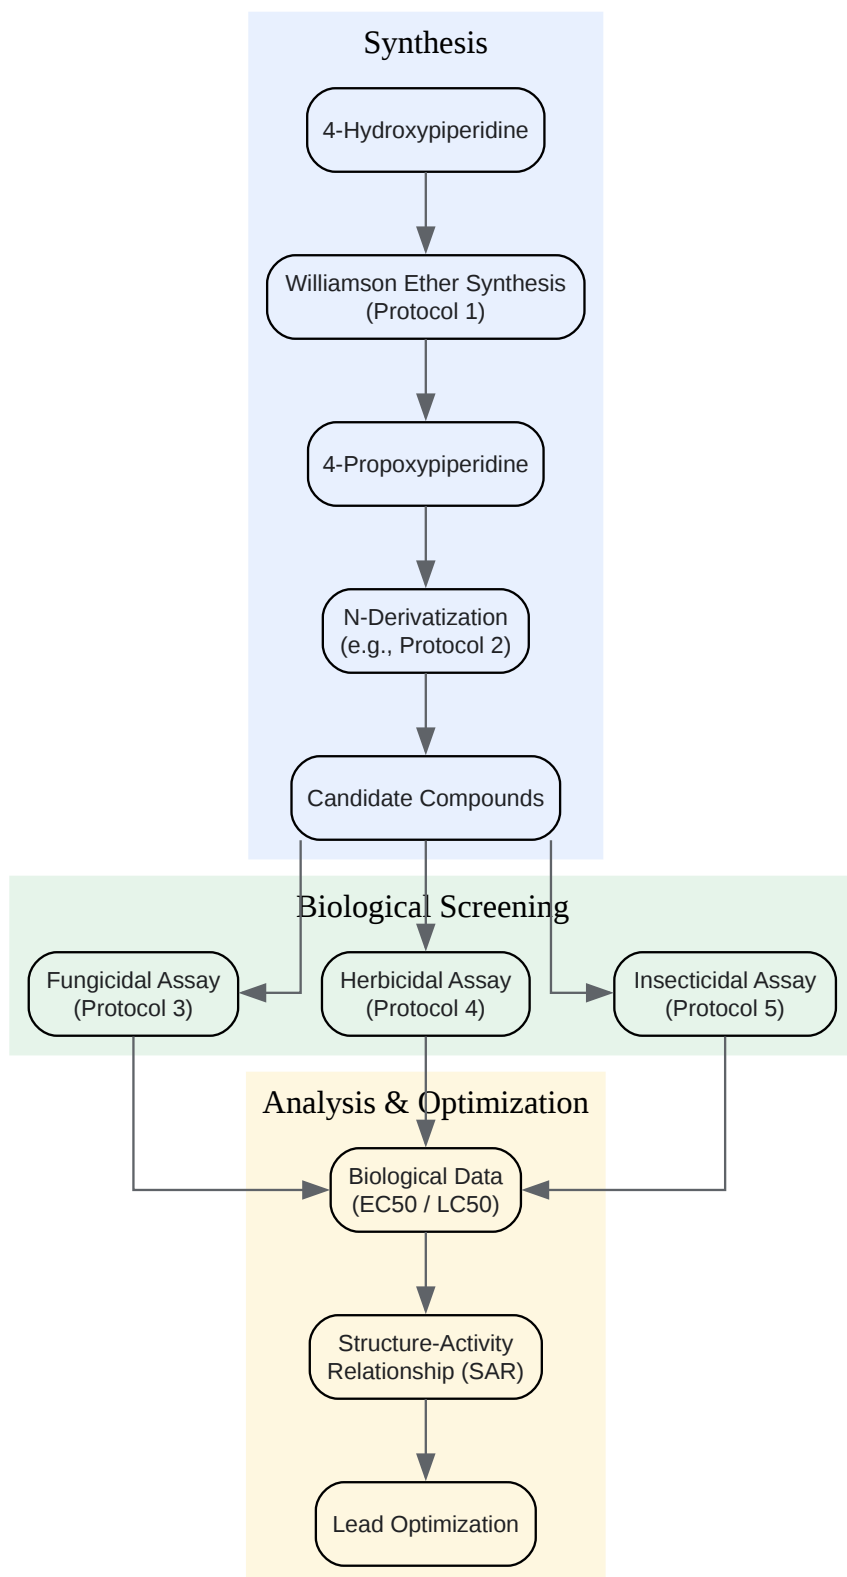 Synthesis
4-Hydroxypiperidine
Williamson Ether Synthesis
(Protocol 1)
4-Propoxypiperidine
N-Derivatization
(e.g., Protocol 2)
Candidate Compounds
Biological Screening
Fungicidal Assay
(Protocol 3)
Herbicidal Assay
(Protocol 4)
Insecticidal Assay
(Protocol 5)
Analysis & Optimization
Biological Data
(EC50 / LC50)
Structure-Activity
Relationship (SAR)
Lead Optimization